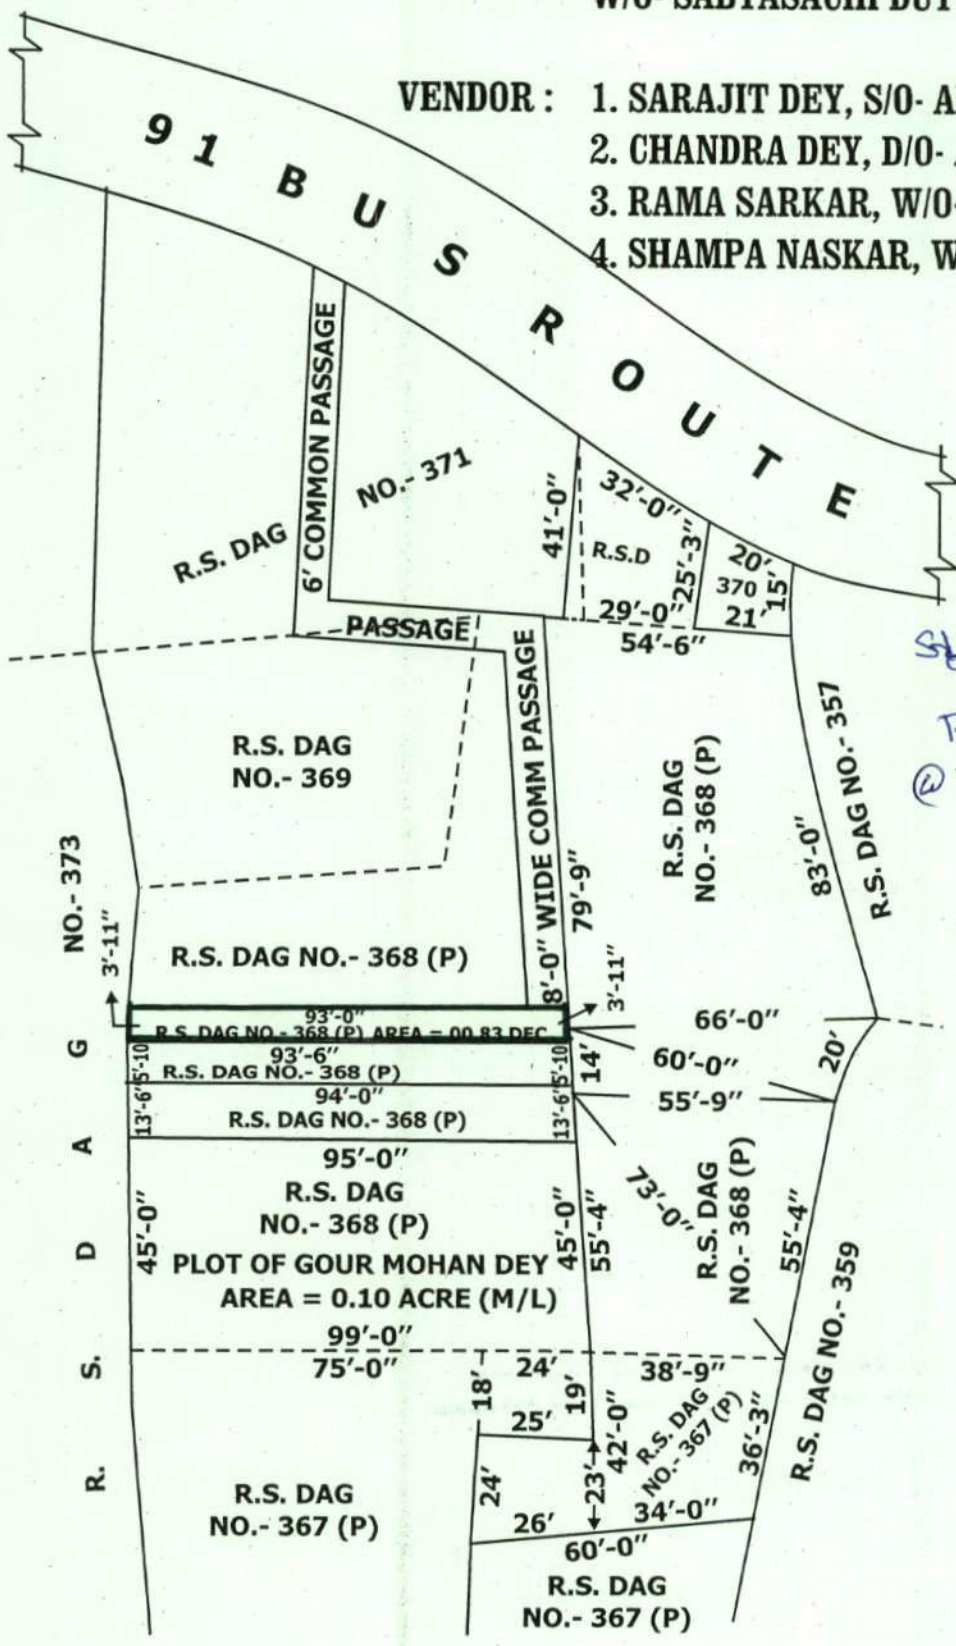 VENDOR : 1. SARAJIT DEY, S/O-
2. CHANDRA DEY, D/O-
3. RAMA SARKAR, W/O-
4. SHAMPA NASKAR,
91 BUS ROUTE
6' COMMON PASSAGE
R.S. DAG
NO.- 371
41'-0"
32'-0"
R.S.D
25'-3"
29'-0"
20'
370
15'
21'
54'-6"
PASSAGE
R.S. DAG
NO.- 369
8'-0" WIDE COMM PASSAGE
79'-9"
R.S. DAG
NO.- 368 (P)
83'-0"
R.S. DAG NO.- 357
R.S. DAG NO.- 368 (P)
R. S. DAG NO.- 373
3'-11"
3'-11"
93'-0"
R.S. DAG NO.- 368 (P) AREA = 00.83 DEC
66'-0"
93'-6"
5'-10
R.S. DAG NO.- 368 (P)
5'-10
14'
60'-0"
20'
94'-0"
13'-6"
R.S. DAG NO.- 368 (P)
13'-6"
55'-9"
95'-0"
73'-0"
R.S. DAG
NO.- 368 (P)
R.S. DAG
NO.- 368 (P)
45'-0"
45'-0"
55'-4"
55'-4"
PLOT OF GOUR MOHAN DEY
AREA = 0.10 ACRE (M/L)
R.S. DAG NO.- 359
99'-0"
75'-0"
18'
24'
19'
38'-9"
25'
42'-0"
R.S. DAG
NO.- 367 (P)
36'-3"
R.S. DAG
NO.- 367 (P)
24'
23'
26'
34'-0"
60'-0"
R.S. DAG
NO.- 367 (P)